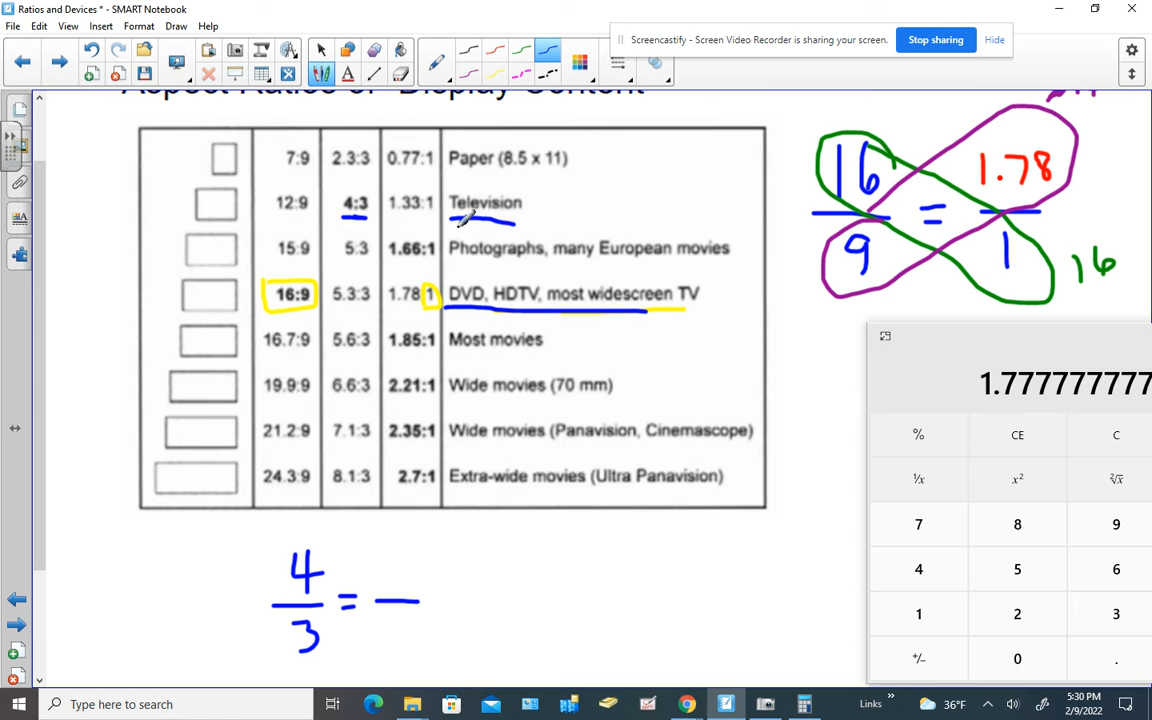 Ratios and Devices * - SMART Notebook
File Edit View Insert Format Draw Help
Screencastify - Screen Video Recorder is sharing your screen. Stop sharing Hide
Aspect Ratios of Display Content
7:9 2.3:3 0.77:1 Paper (8.5 x 11)
12:9 4:3 1.33:1 Television
15:9 5:3 1.66:1 Photographs, many European movies
16:9 5.3:3 1.78:1 DVD, HDTV, most widescreen TV
16.7:9 5.6:3 1.85:1 Most movies
19.9:9 6.6:3 2.21:1 Wide movies (70 mm)
21.2:9 7.1:3 2.35:1 Wide movies (Panavision, Cinemascope)
24.3:9 8.1:3 2.7:1 Extra-wide movies (Ultra Panavision)
16 1.78
=
9 1
16
4
= —
3
1.777777777
% CE C
¹/x x² ²√x
7 8 9
4 5 6
1 2 3
+/- 0 .
Type here to search
Links 36°F 5:30 PM
2/9/2022